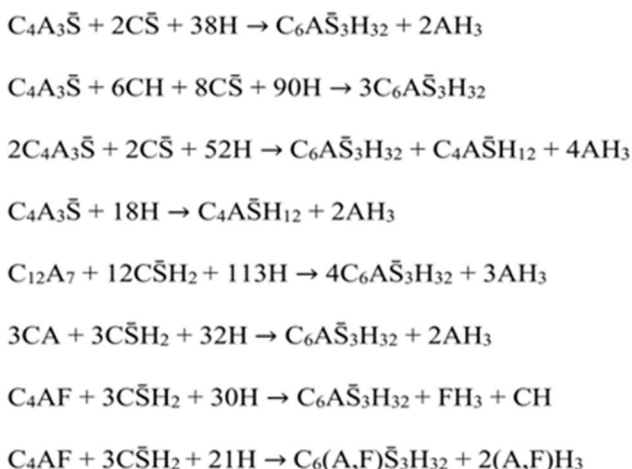 C₄A₃S̄ + 2CS̄ + 38H → C₆AS̄₃H₃₂ + 2AH₃
C₄A₃S̄ + 6CH + 8CS̄ + 90H → 3C₆AS̄₃H₃₂
2C₄A₃S̄ + 2CS̄ + 52H → C₆AS̄₃H₃₂ + C₄AS̄H₁₂ + 4AH₃
C₄A₃S̄ + 18H → C₄AS̄H₁₂ + 2AH₃
C₁₂A₇ + 12CS̄H₂ + 113H → 4C₆AS̄₃H₃₂ + 3AH₃
3CA + 3CS̄H₂ + 32H → C₆AS̄₃H₃₂ + 2AH₃
C₄AF + 3CS̄H₂ + 30H → C₆AS̄₃H₃₂ + FH₃ + CH
C₄AF + 3CS̄H₂ + 21H → C₆(A,F)S̄₃H₃₂ + 2(A,F)H₃